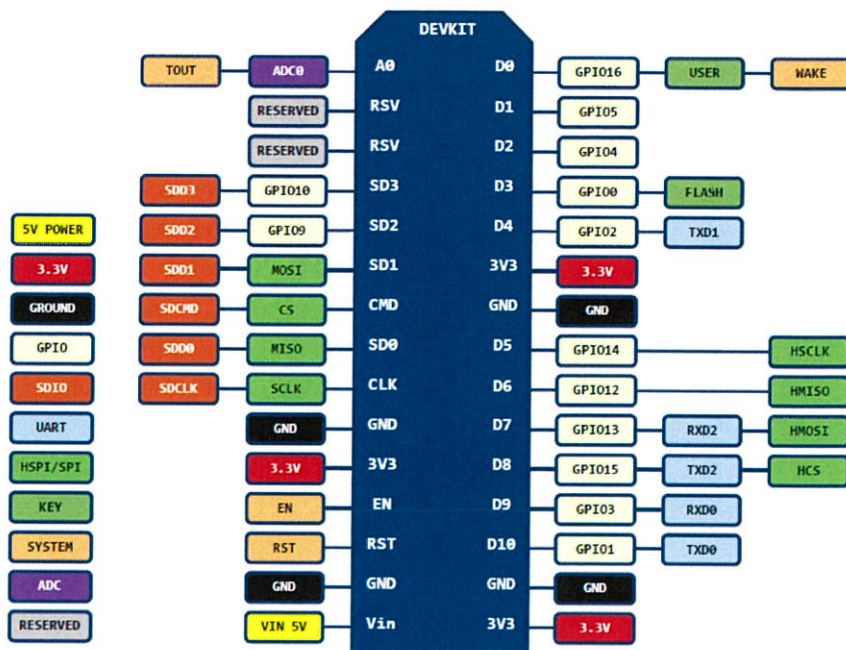 DEVKIT
TOUT ADC0 A0 D0 GPIO16 USER WAKE
RESERVED RSV D1 GPIO5
RESERVED RSV D2 GPIO4
SDD3 GPIO10 SD3 D3 GPIO0 FLASH
5V POWER SDD2 GPIO9 SD2 D4 GPIO2 TXD1
3.3V SDD1 MOSI SD1 3V3 3.3V
GROUND SDCMD CS CMD GND GND
GPIO SDD0 MISO SD0 D5 GPIO14 HSCLK
SDIO SDCLK SCLK CLK D6 GPIO12 HMISO
UART GND GND D7 GPIO13 RXD2 HMOSI
HSPI/SPI 3.3V 3V3 D8 GPIO15 TXD2 HCS
KEY EN EN D9 GPIO3 RXD0
SYSTEM RST RST D10 GPIO1 TXD0
ADC GND GND GND GND
RESERVED VIN 5V Vin 3V3 3.3V